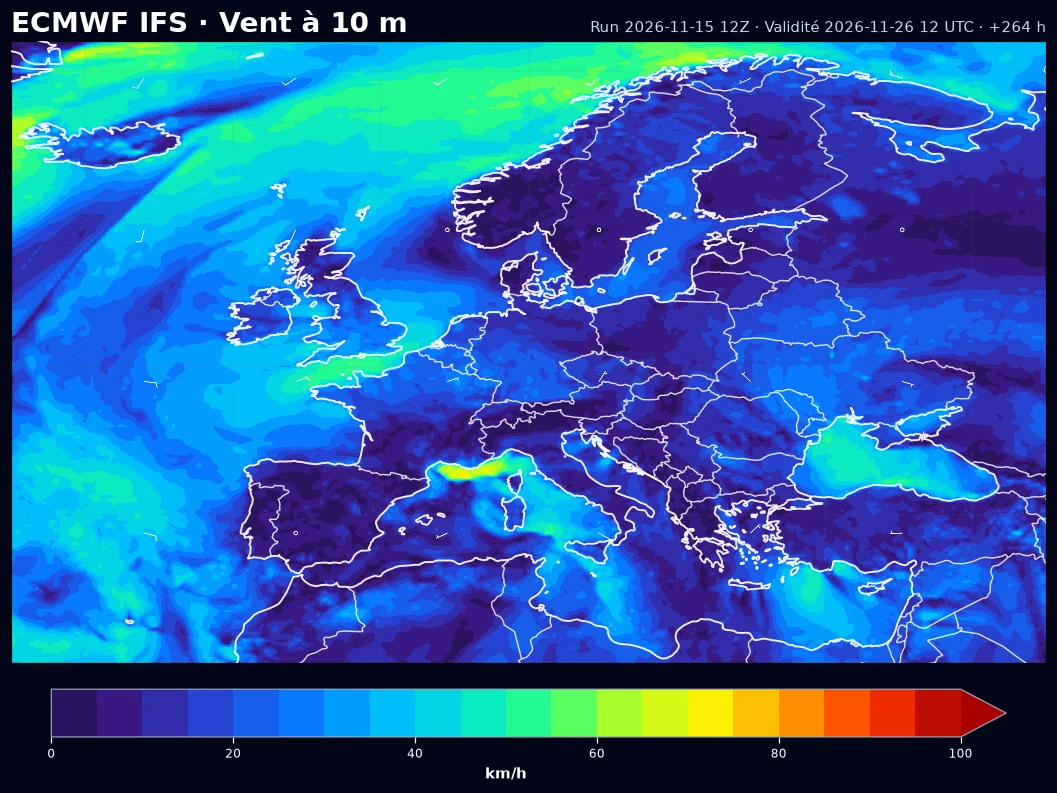 ECMWF IFS · Vent à 10 m
Run 2026-11-15 12Z · Validité 2026-11-26 12 UTC · +264 h
0 20 40 60 80 100
km/h